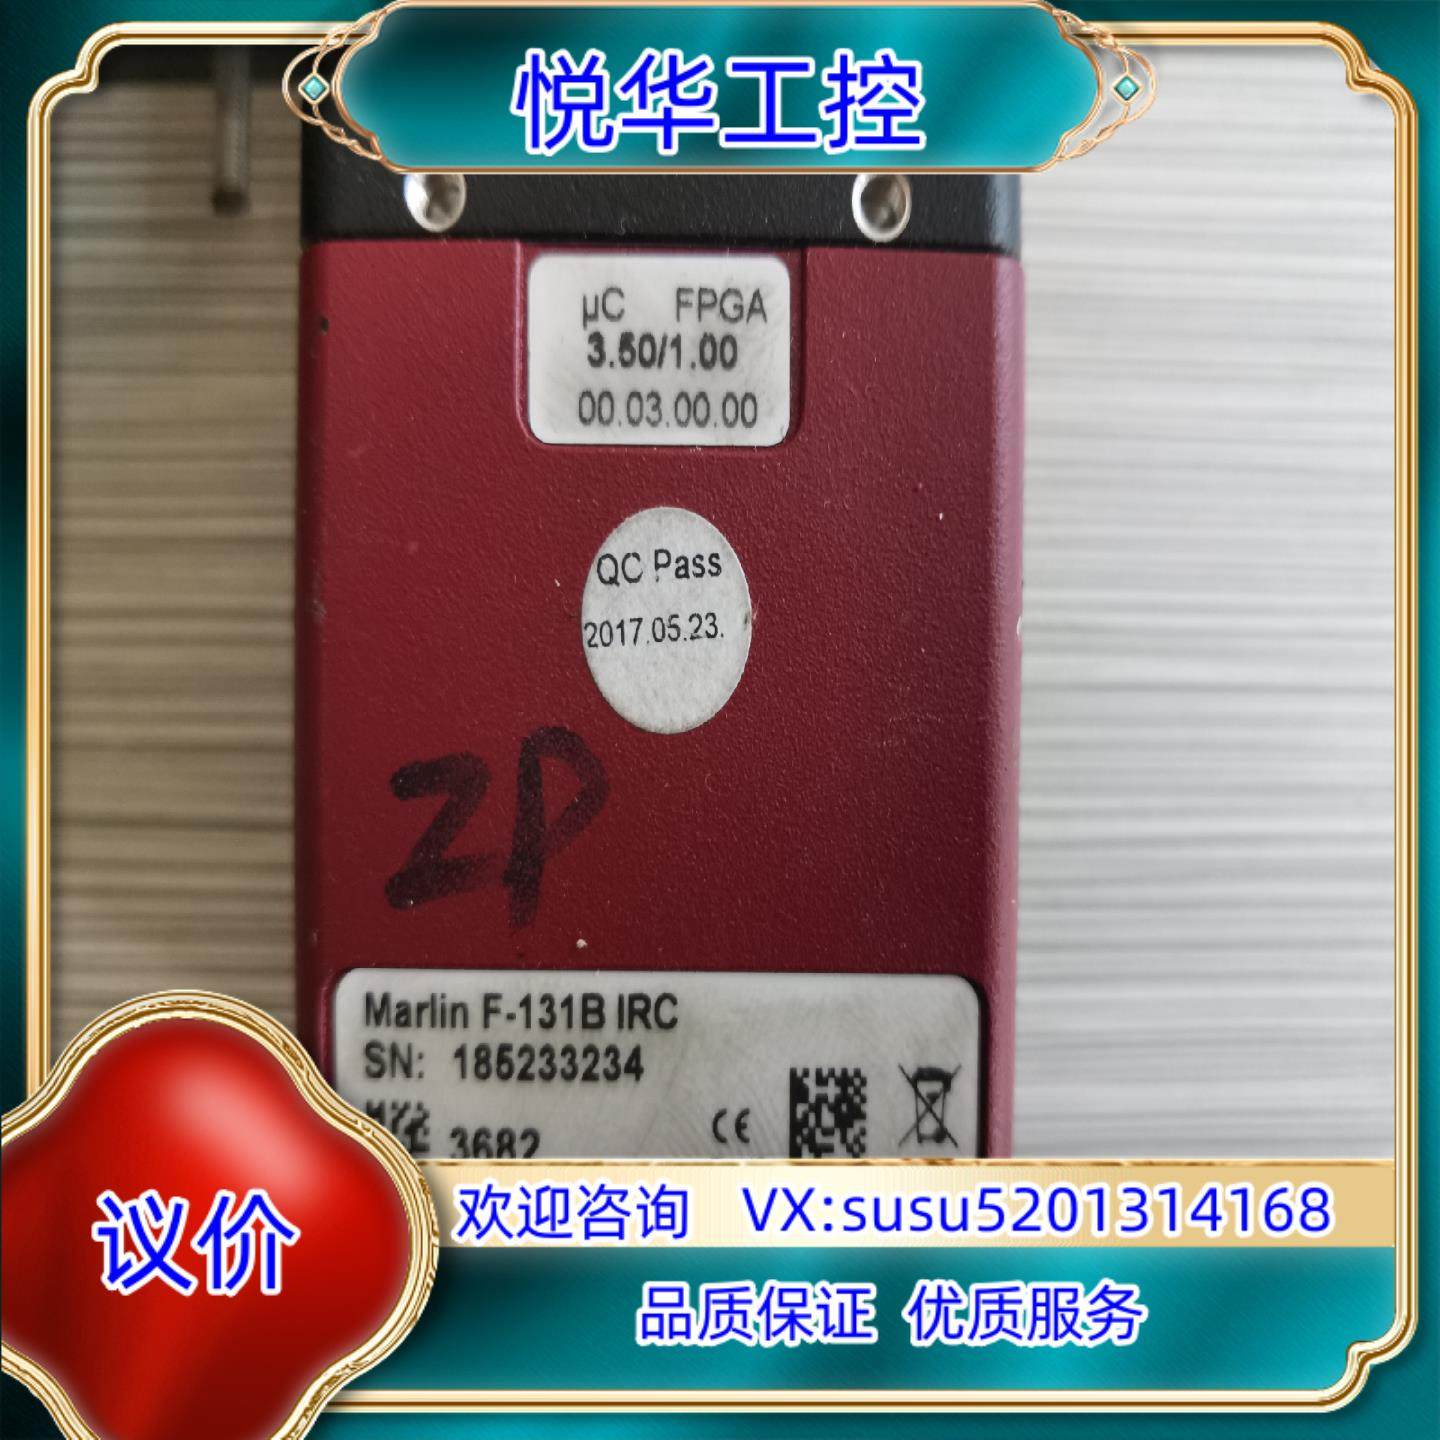 悦华工控
µC FPGA
3.50/1.00
00.03.00.00
QC Pass
2017.05.23.
ZP
Marlin F-131B IRC
SN: 185233234
3682
CE
议价
欢迎咨询 VX:susu5201314168
品质保证 优质服务